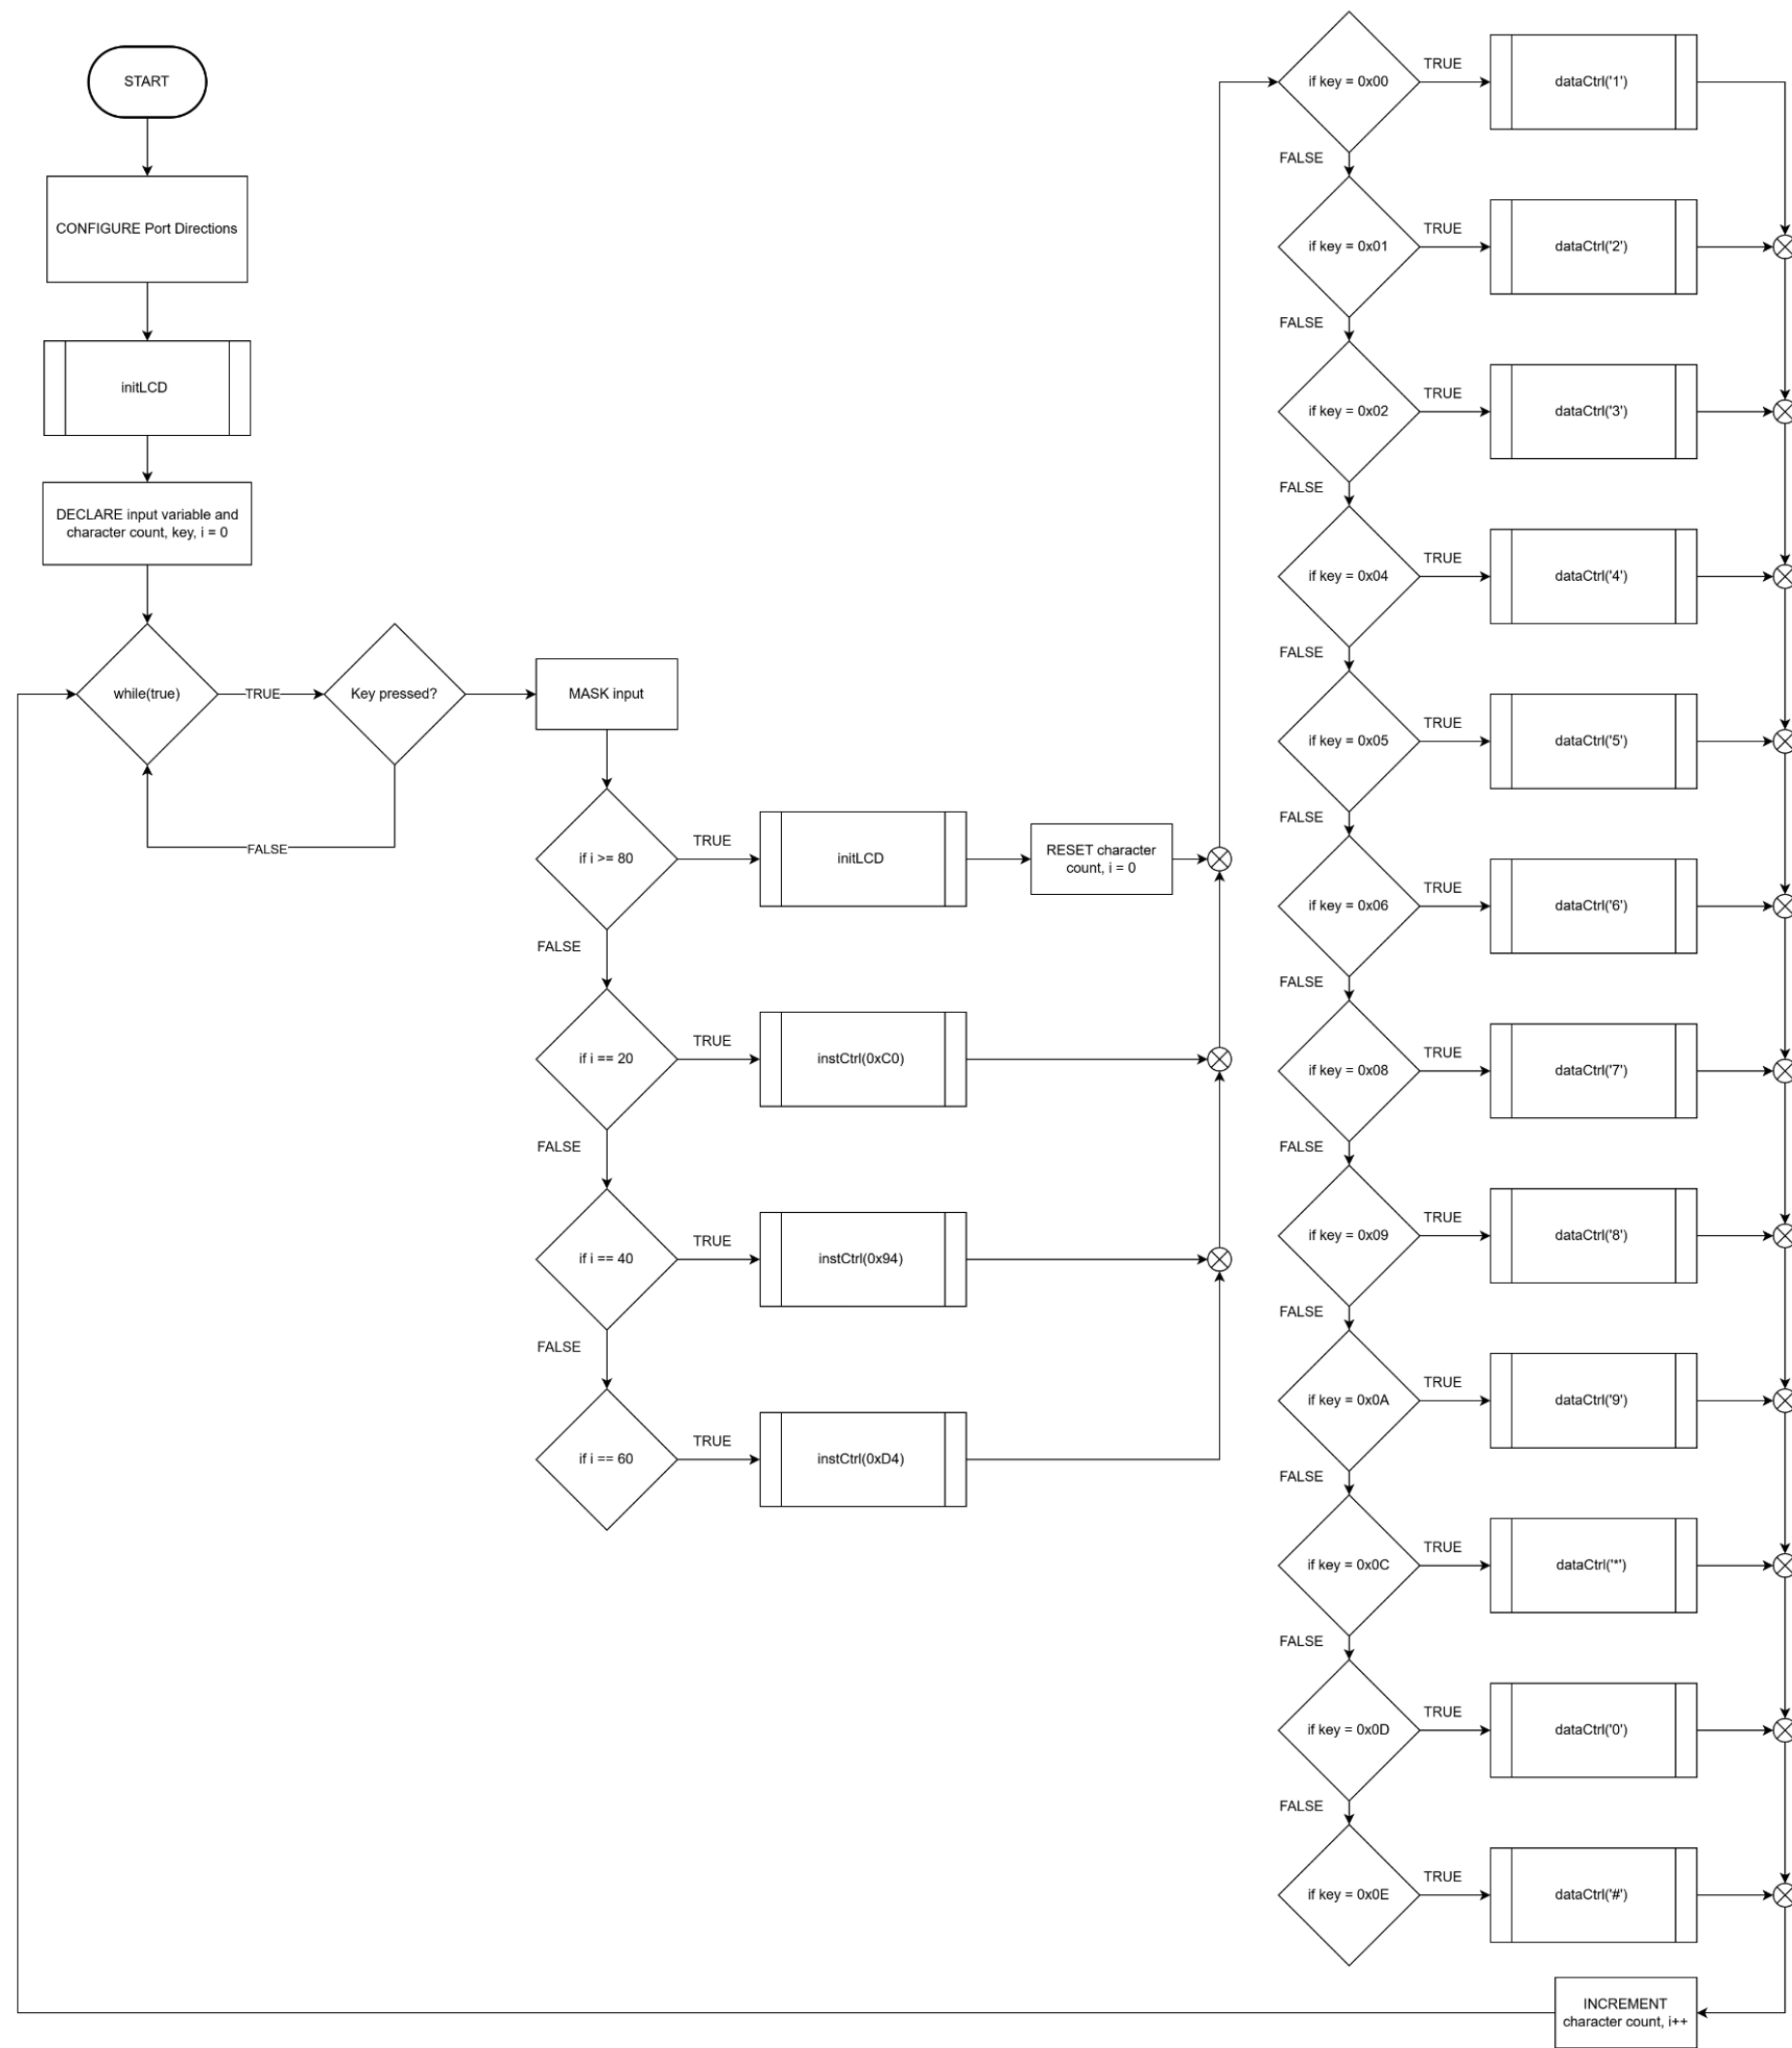 START
CONFIGURE Port Directions
initLCD
DECLARE input variable and
character count, key, i = 0
while(true)
TRUE
Key pressed?
FALSE
MASK input
if i >= 80
TRUE
initLCD
RESET character
count, i = 0
FALSE
if i == 20
TRUE
instCtrl(0xC0)
FALSE
if i == 40
TRUE
instCtrl(0x94)
FALSE
if i == 60
TRUE
instCtrl(0xD4)
if key = 0x00
TRUE
dataCtrl('1')
FALSE
if key = 0x01
TRUE
dataCtrl('2')
FALSE
if key = 0x02
TRUE
dataCtrl('3')
FALSE
if key = 0x04
TRUE
dataCtrl('4')
FALSE
if key = 0x05
TRUE
dataCtrl('5')
FALSE
if key = 0x06
TRUE
dataCtrl('6')
FALSE
if key = 0x08
TRUE
dataCtrl('7')
FALSE
if key = 0x09
TRUE
dataCtrl('8')
FALSE
if key = 0x0A
TRUE
dataCtrl('9')
FALSE
if key = 0x0C
TRUE
dataCtrl('*')
FALSE
if key = 0x0D
TRUE
dataCtrl('0')
FALSE
if key = 0x0E
TRUE
dataCtrl('#')
INCREMENT
character count, i++